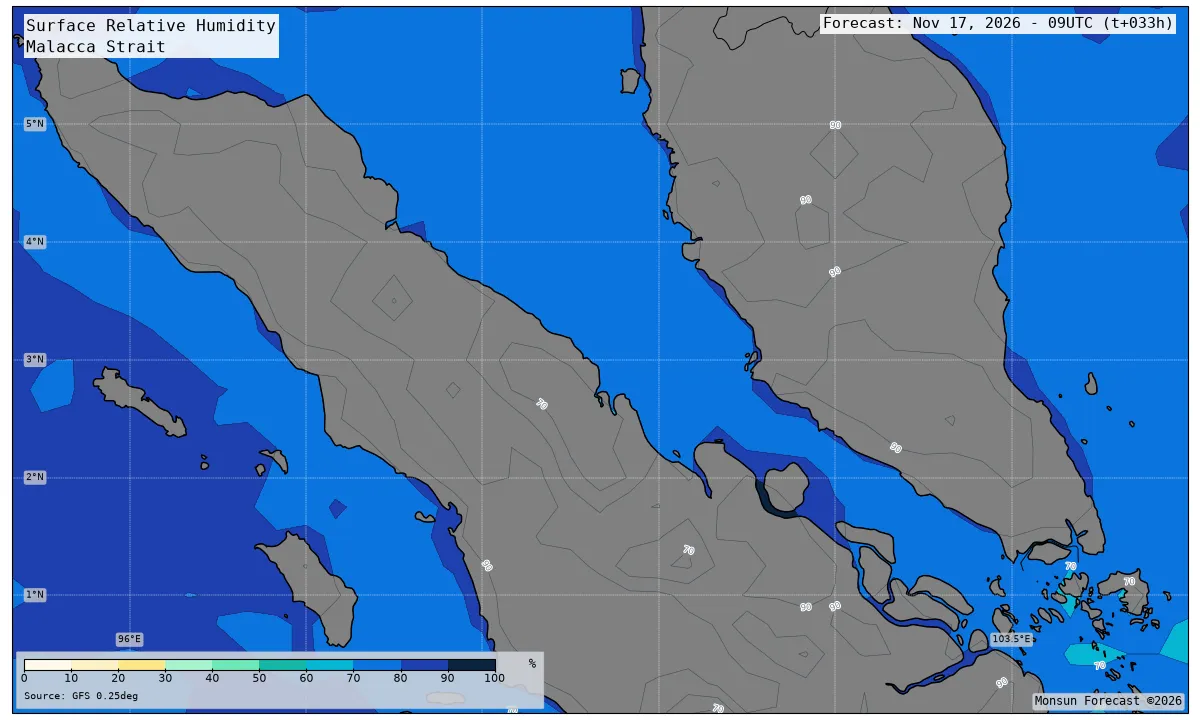 Surface Relative Humidity
Malacca Strait
Forecast: Nov 17, 2026 - 09UTC (t+033h)
90
5°N
90
4°N
90
3°N
70
90
2°N
70
90
70
70
1°N
90
90
96°E
103.5°E
70
90
70
70
%
0 10 20 30 40 50 60 70 80 90 100
Source: GFS 0.25deg
Monsun Forecast ©2026